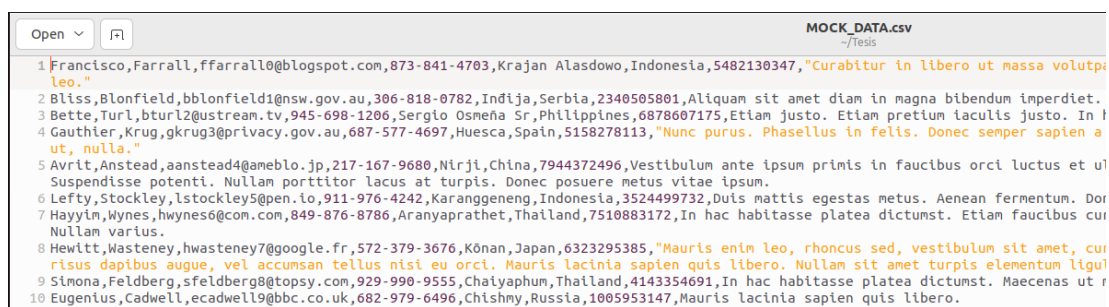 Open
MOCK_DATA.csv
~/Tesis
1 Francisco,Farrall,ffarrall0@blogspot.com,873-841-4703,Krajan Alasdowo,Indonesia,5482130347,"Curabitur in libero ut massa volutpa
leo."
2 Bliss,Blonfield,bblonfield1@nsw.gov.au,306-818-0782,Inđija,Serbia,2340505801,Aliquam sit amet diam in magna bibendum imperdiet.
3 Bette,Turl,bturl2@ustream.tv,945-698-1206,Sergio Osmeña Sr,Philippines,6878607175,Etiam justo. Etiam pretium iaculis justo. In h
4 Gauthier,Krug,gkrug3@privacy.gov.au,687-577-4697,Huesca,Spain,5158278113,"Nunc purus. Phasellus in felis. Donec semper sapien a
ut, nulla."
5 Avrit,Anstead,aanstead4@ameblo.jp,217-167-9680,Nirji,China,7944372496,Vestibulum ante ipsum primis in faucibus orci luctus et ul
Suspendisse potenti. Nullam porttitor lacus at turpis. Donec posuere metus vitae ipsum.
6 Lefty,Stockley,lstockley5@pen.io,911-976-4242,Karanggeneng,Indonesia,3524499732,Duis mattis egestas metus. Aenean fermentum. Don
7 Hayyim,Wynes,hwynes6@com.com,849-876-8786,Aranyaprathet,Thailand,7510883172,In hac habitasse platea dictumst. Etiam faucibus cur
Nullam varius.
8 Hewitt,Wasteney,hwasteney7@google.fr,572-379-3676,Kōnan,Japan,6323295385,"Mauris enim leo, rhoncus sed, vestibulum sit amet, cur
risus dapibus augue, vel accumsan tellus nisi eu orci. Mauris lacinia sapien quis libero. Nullam sit amet turpis elementum ligul
9 Simona,Feldberg,sfeldberg8@topsy.com,929-990-9555,Chaiyaphum,Thailand,4143354691,In hac habitasse platea dictumst. Maecenas ut m
10 Eugenius,Cadwell,ecadwell9@bbc.co.uk,682-979-6496,Chishmy,Russia,1005953147,Mauris lacinia sapien quis libero.